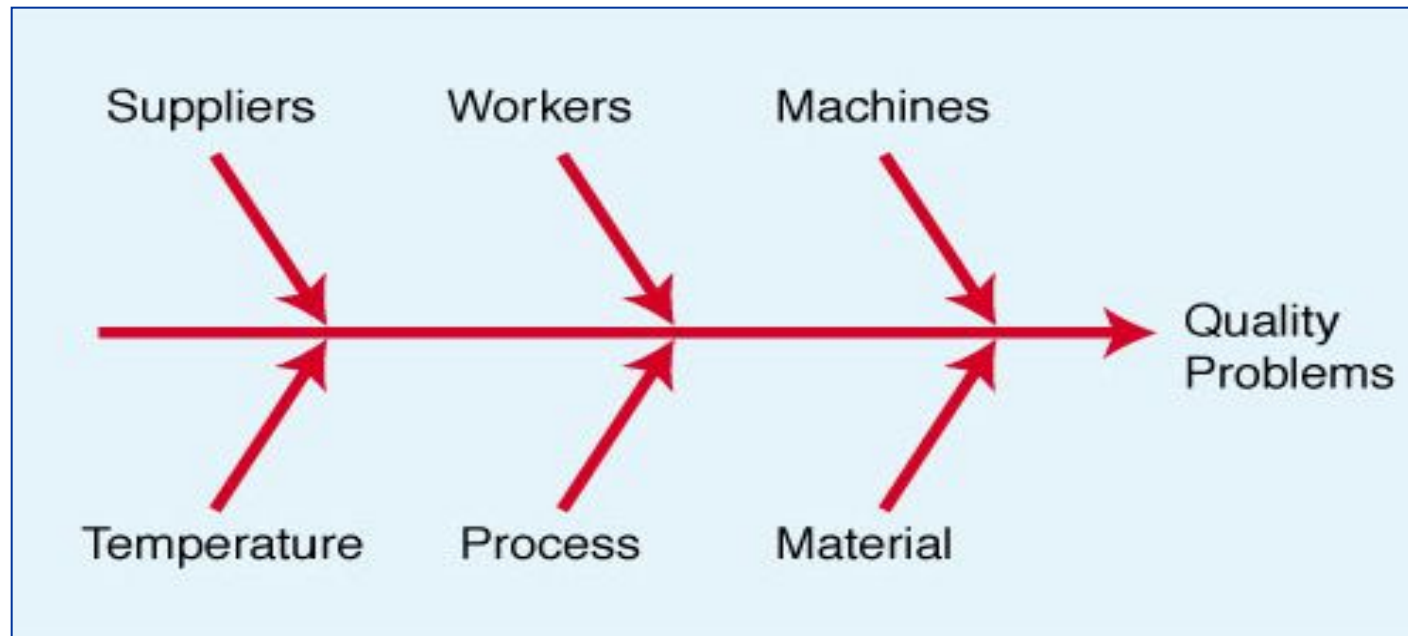 Suppliers
Workers
Machines
Quality
Problems
Temperature
Process
Material